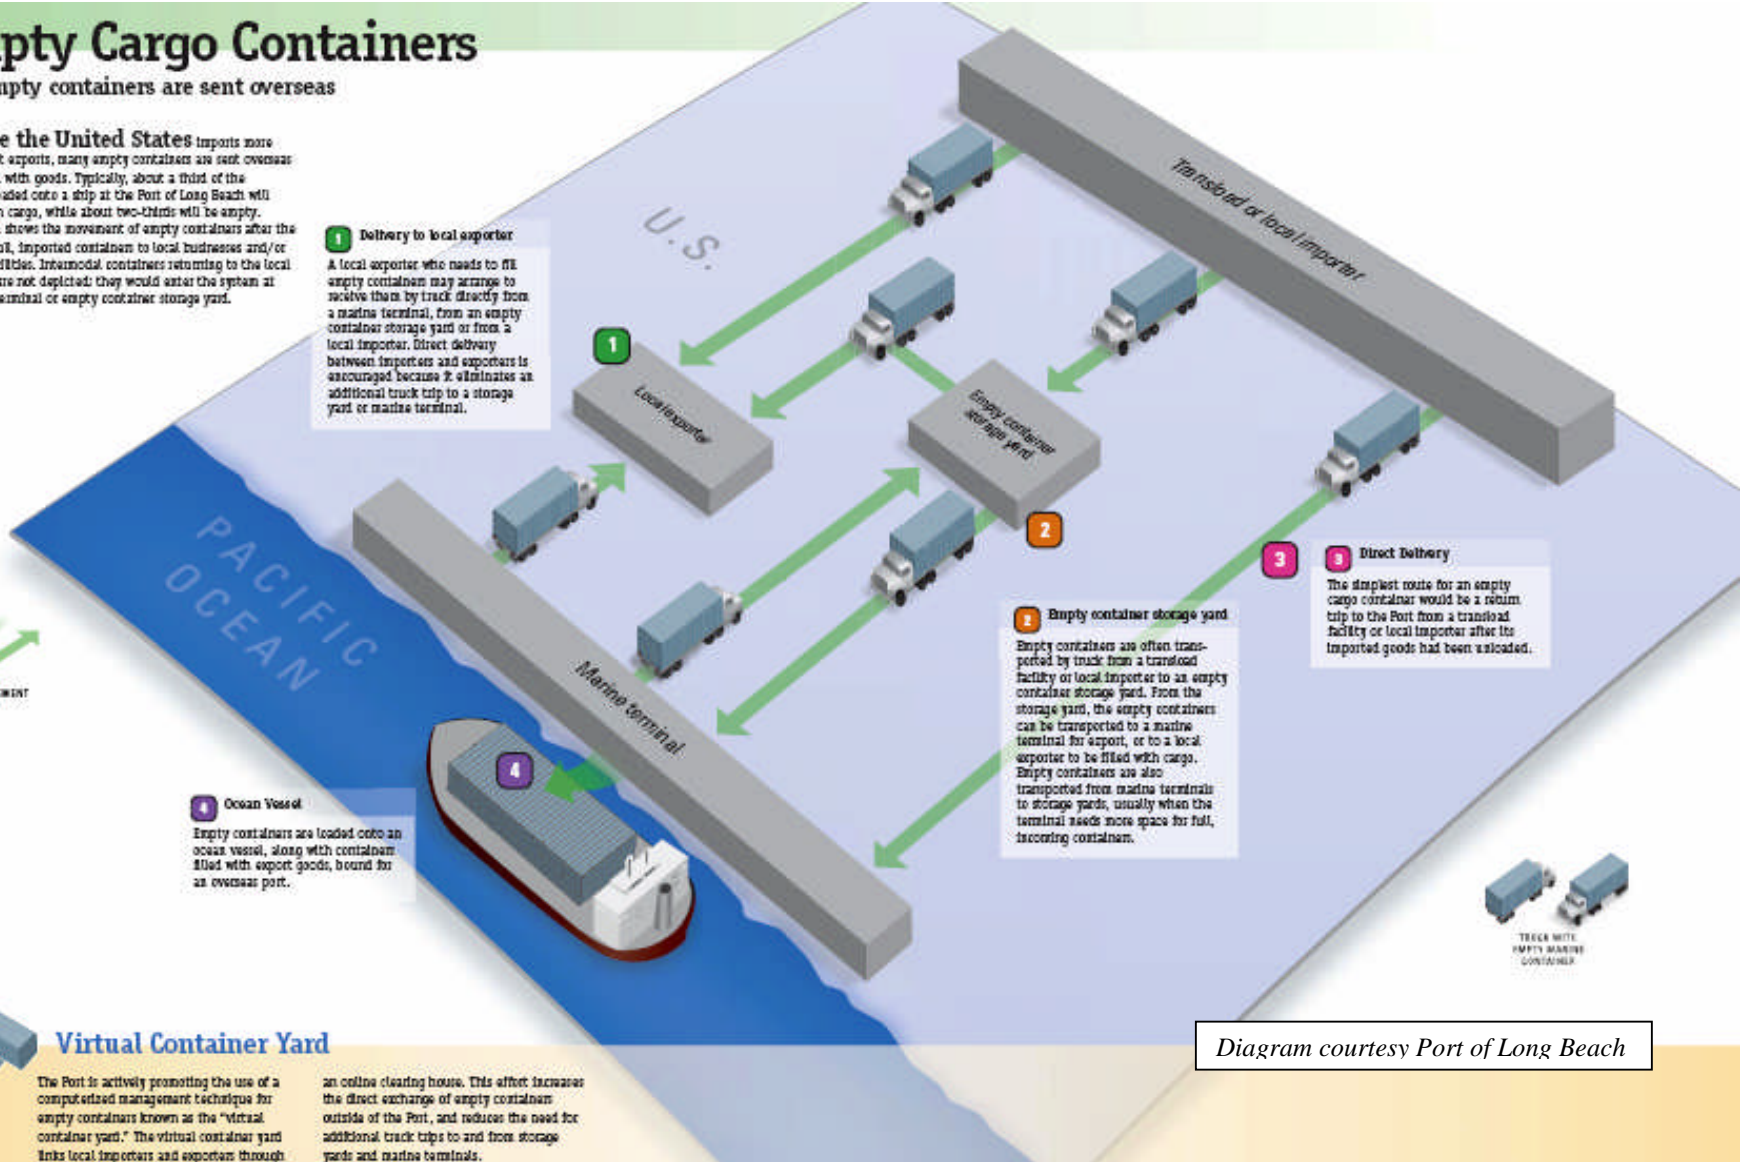 pty Cargo Containers
mpty containers are sent overseas
e the United States imports more
t exports, many empty containers are sent overseas
with goods. Typically, about a third of the
aded onto a ship at the Port of Long Beach will
n cargo, while about two-thirds will be empty.
shows the movement of empty containers after the
ll, imported containers to local businesses and/or
ilities. Intermodal containers returning to the local
re not depicted; they would enter the system at
erminal or empty container storage yard.
1 Delivery to local exporter
A local exporter who needs to fill
empty containers may arrange to
receive them by truck directly from
a marine terminal, from an empty
container storage yard or from a
local importer. Direct delivery
between importers and exporters is
encouraged because it eliminates an
additional truck trip to a storage
yard or marine terminal.
U.S.
Transload or local importer
1
Local exporter
Empty container
storage yard
2
3
3 Direct Delivery
The simplest route for an empty
cargo container would be a return
trip to the Port from a transload
facility or local importer after its
imported goods had been unloaded.
2 Empty container storage yard
Empty containers are often trans-
ported by truck from a transload
facility or local importer to an empty
container storage yard. From the
storage yard, the empty containers
can be transported to a marine
terminal for export, or to a local
exporter to be filled with cargo.
Empty containers are also
transported from marine terminals
to storage yards, usually when the
terminal needs more space for full,
incoming containers.
PACIFIC
OCEAN
Marine terminal
4
4 Ocean Vessel
Empty containers are loaded onto an
ocean vessel, along with containers
filled with export goods, bound for
an overseas port.
EMENT
TRUCK WITH
EMPTY MARINE
CONTAINER
Diagram courtesy Port of Long Beach
Virtual Container Yard
The Port is actively promoting the use of a
computerized management technique for
empty containers known as the "virtual
container yard." The virtual container yard
links local importers and exporters through
an online clearing house. This effort increases
the direct exchange of empty containers
outside of the Port, and reduces the need for
additional truck trips to and from storage
yards and marine terminals.